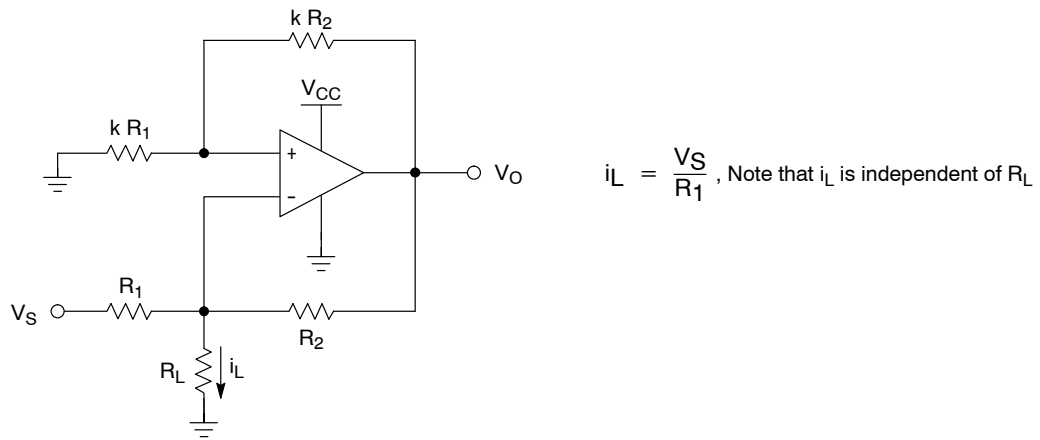 k R2
VCC
k R1
+
VO
iL = VS / R1 , Note that iL is independent of RL
−
R1
VS
R2
RL
iL